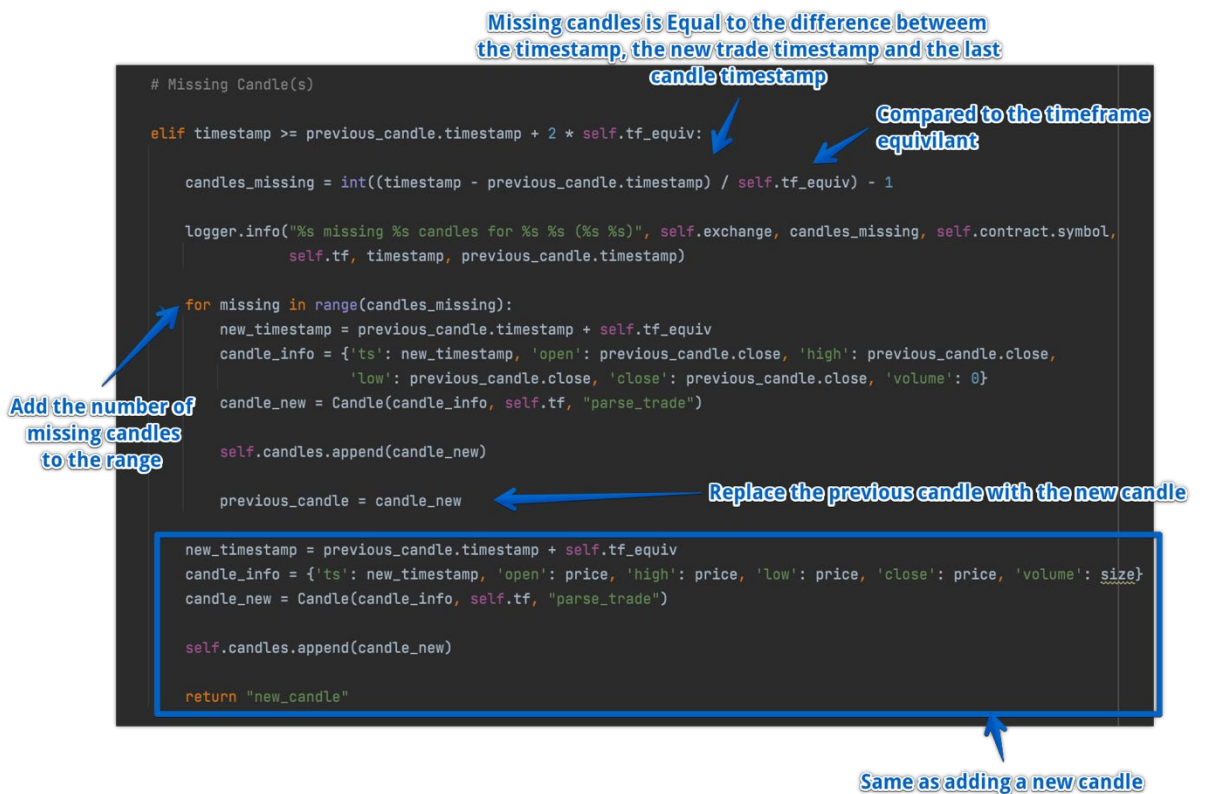 Missing candles is Equal to the difference betweem
the timestamp, the new trade timestamp and the last
candle timestamp
# Missing Candle(s)
Compared to the timeframe
equivilant
elif timestamp >= previous_candle.timestamp + 2 * self.tf_equiv:
candles_missing = int((timestamp - previous_candle.timestamp) / self.tf_equiv) - 1
logger.info("%s missing %s candles for %s %s (%s %s)", self.exchange, candles_missing, self.contract.symbol,
self.tf, timestamp, previous_candle.timestamp)
for missing in range(candles_missing):
new_timestamp = previous_candle.timestamp + self.tf_equiv
candle_info = {'ts': new_timestamp, 'open': previous_candle.close, 'high': previous_candle.close,
'low': previous_candle.close, 'close': previous_candle.close, 'volume': 0}
candle_new = Candle(candle_info, self.tf, "parse_trade")
Add the number of
missing candles
to the range
self.candles.append(candle_new)
previous_candle = candle_new
Replace the previous candle with the new candle
new_timestamp = previous_candle.timestamp + self.tf_equiv
candle_info = {'ts': new_timestamp, 'open': price, 'high': price, 'low': price, 'close': price, 'volume': size}
candle_new = Candle(candle_info, self.tf, "parse_trade")
self.candles.append(candle_new)
return "new_candle"
Same as adding a new candle